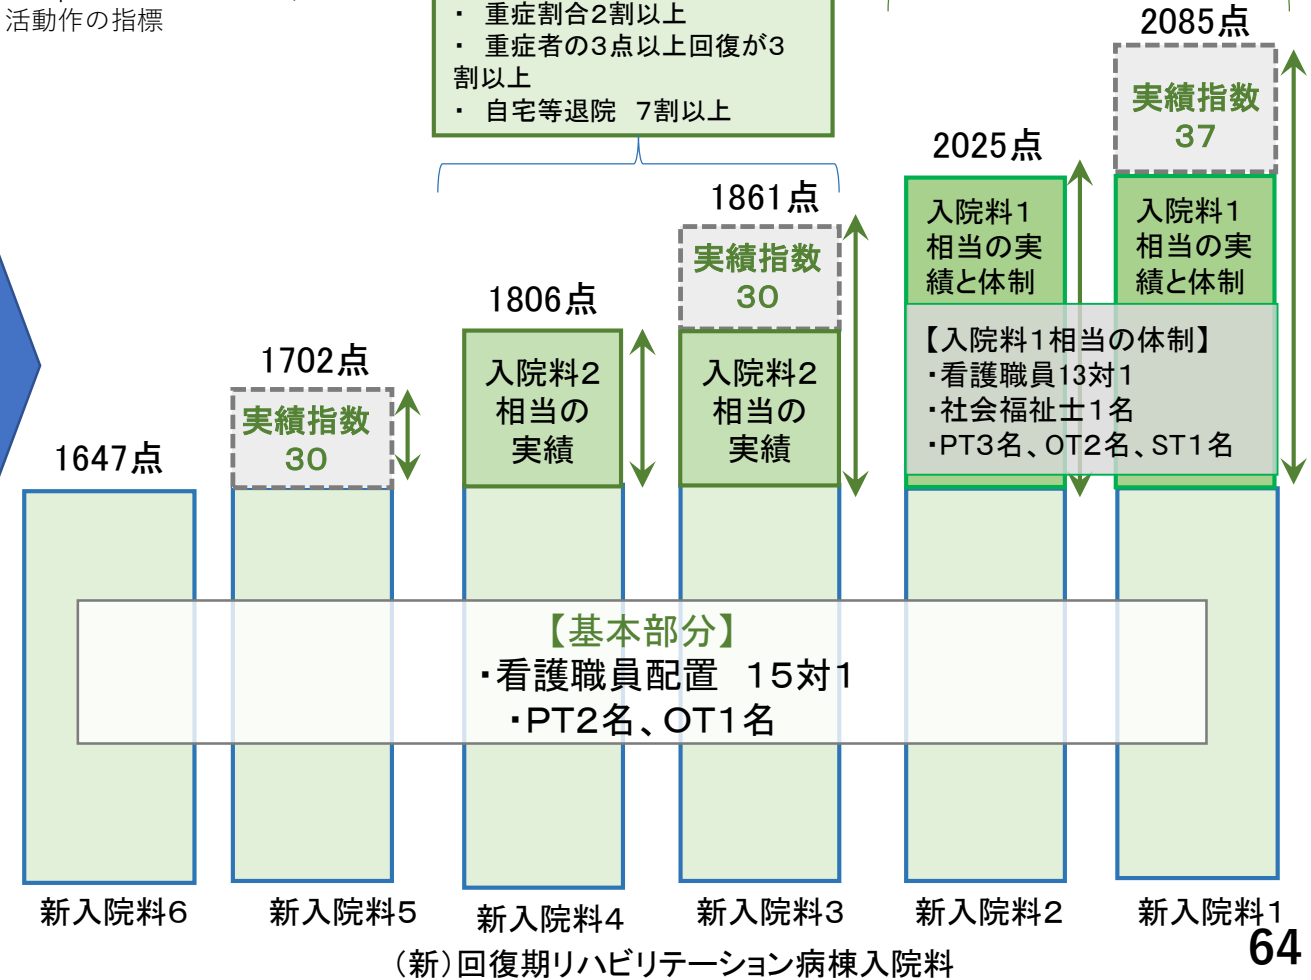 活動作の指標
・ 重症割合2割以上
・ 重症者の3点以上回復が3
割以上
・ 自宅等退院　7割以上
2085点
実績指数
37
2025点
入院料1
相当の実
績と体制
入院料1
相当の実
績と体制
【入院料1相当の体制】
・看護職員13対1
・社会福祉士1名
・PT3名、OT2名、ST1名
1861点
実績指数
30
入院料2
相当の
実績
1806点
入院料2
相当の
実績
1702点
実績指数
30
1647点
【基本部分】
・看護職員配置　15対1
・PT2名、OT1名
新入院料6
新入院料5
新入院料4
新入院料3
新入院料2
新入院料1
（新）回復期リハビリテーション病棟入院料
64